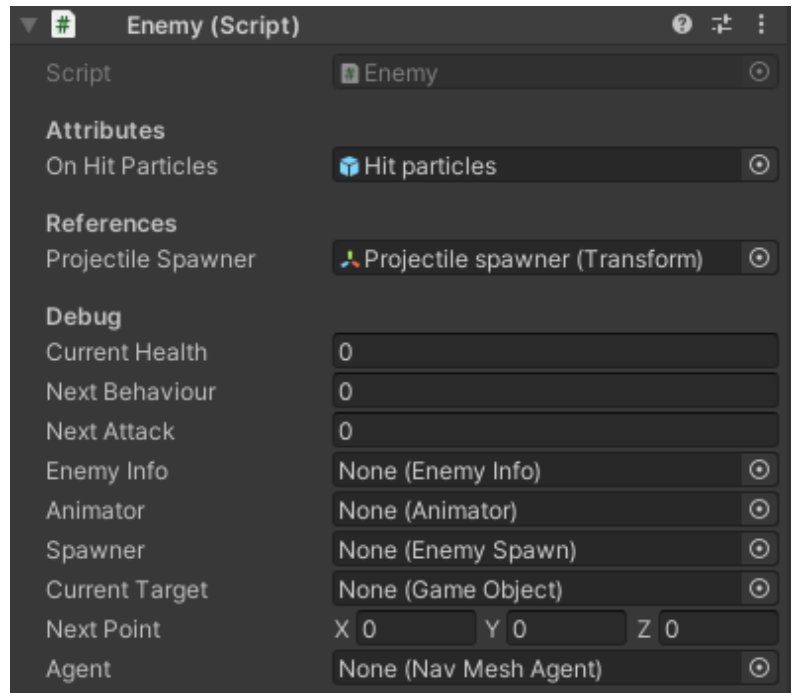 Enemy (Script)
Script Enemy
Attributes
On Hit Particles Hit particles
References
Projectile Spawner Projectile spawner (Transform)
Debug
Current Health 0
Next Behaviour 0
Next Attack 0
Enemy Info None (Enemy Info)
Animator None (Animator)
Spawner None (Enemy Spawn)
Current Target None (Game Object)
Next Point X 0 Y 0 Z 0
Agent None (Nav Mesh Agent)